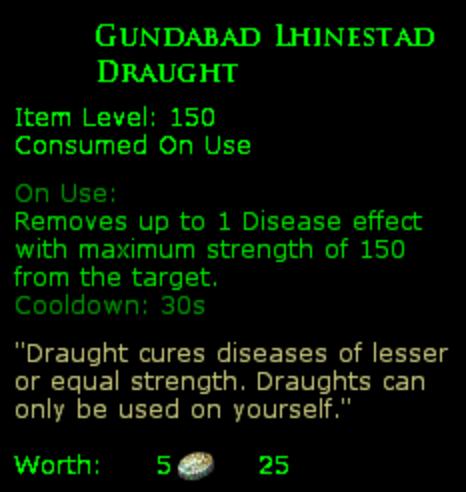 Gundabad Lhinestad
Draught
Item Level: 150
Consumed On Use
On Use:
Removes up to 1 Disease effect
with maximum strength of 150
from the target.
Cooldown: 30s
"Draught cures diseases of lesser
or equal strength. Draughts can
only be used on yourself."
Worth: 5 25